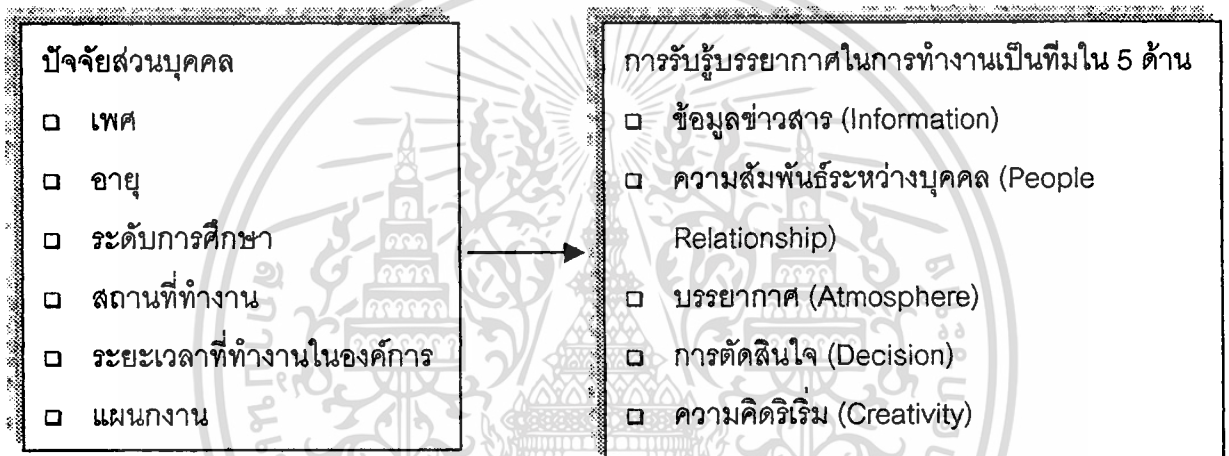 ปัจจัยส่วนบุคคล
เพศ
อายุ
ระดับการศึกษา
สถานที่ทำงาน
ระยะเวลาที่ทำงานในองค์การ
แผนกงาน
การรับรู้บรรยากาศในการทำงานเป็นทีมใน 5 ด้าน
ข้อมูลข่าวสาร (Information)
ความสัมพันธ์ระหว่างบุคคล (People
Relationship)
บรรยากาศ (Atmosphere)
การตัดสินใจ (Decision)
ความคิดริเริ่ม (Creativity)